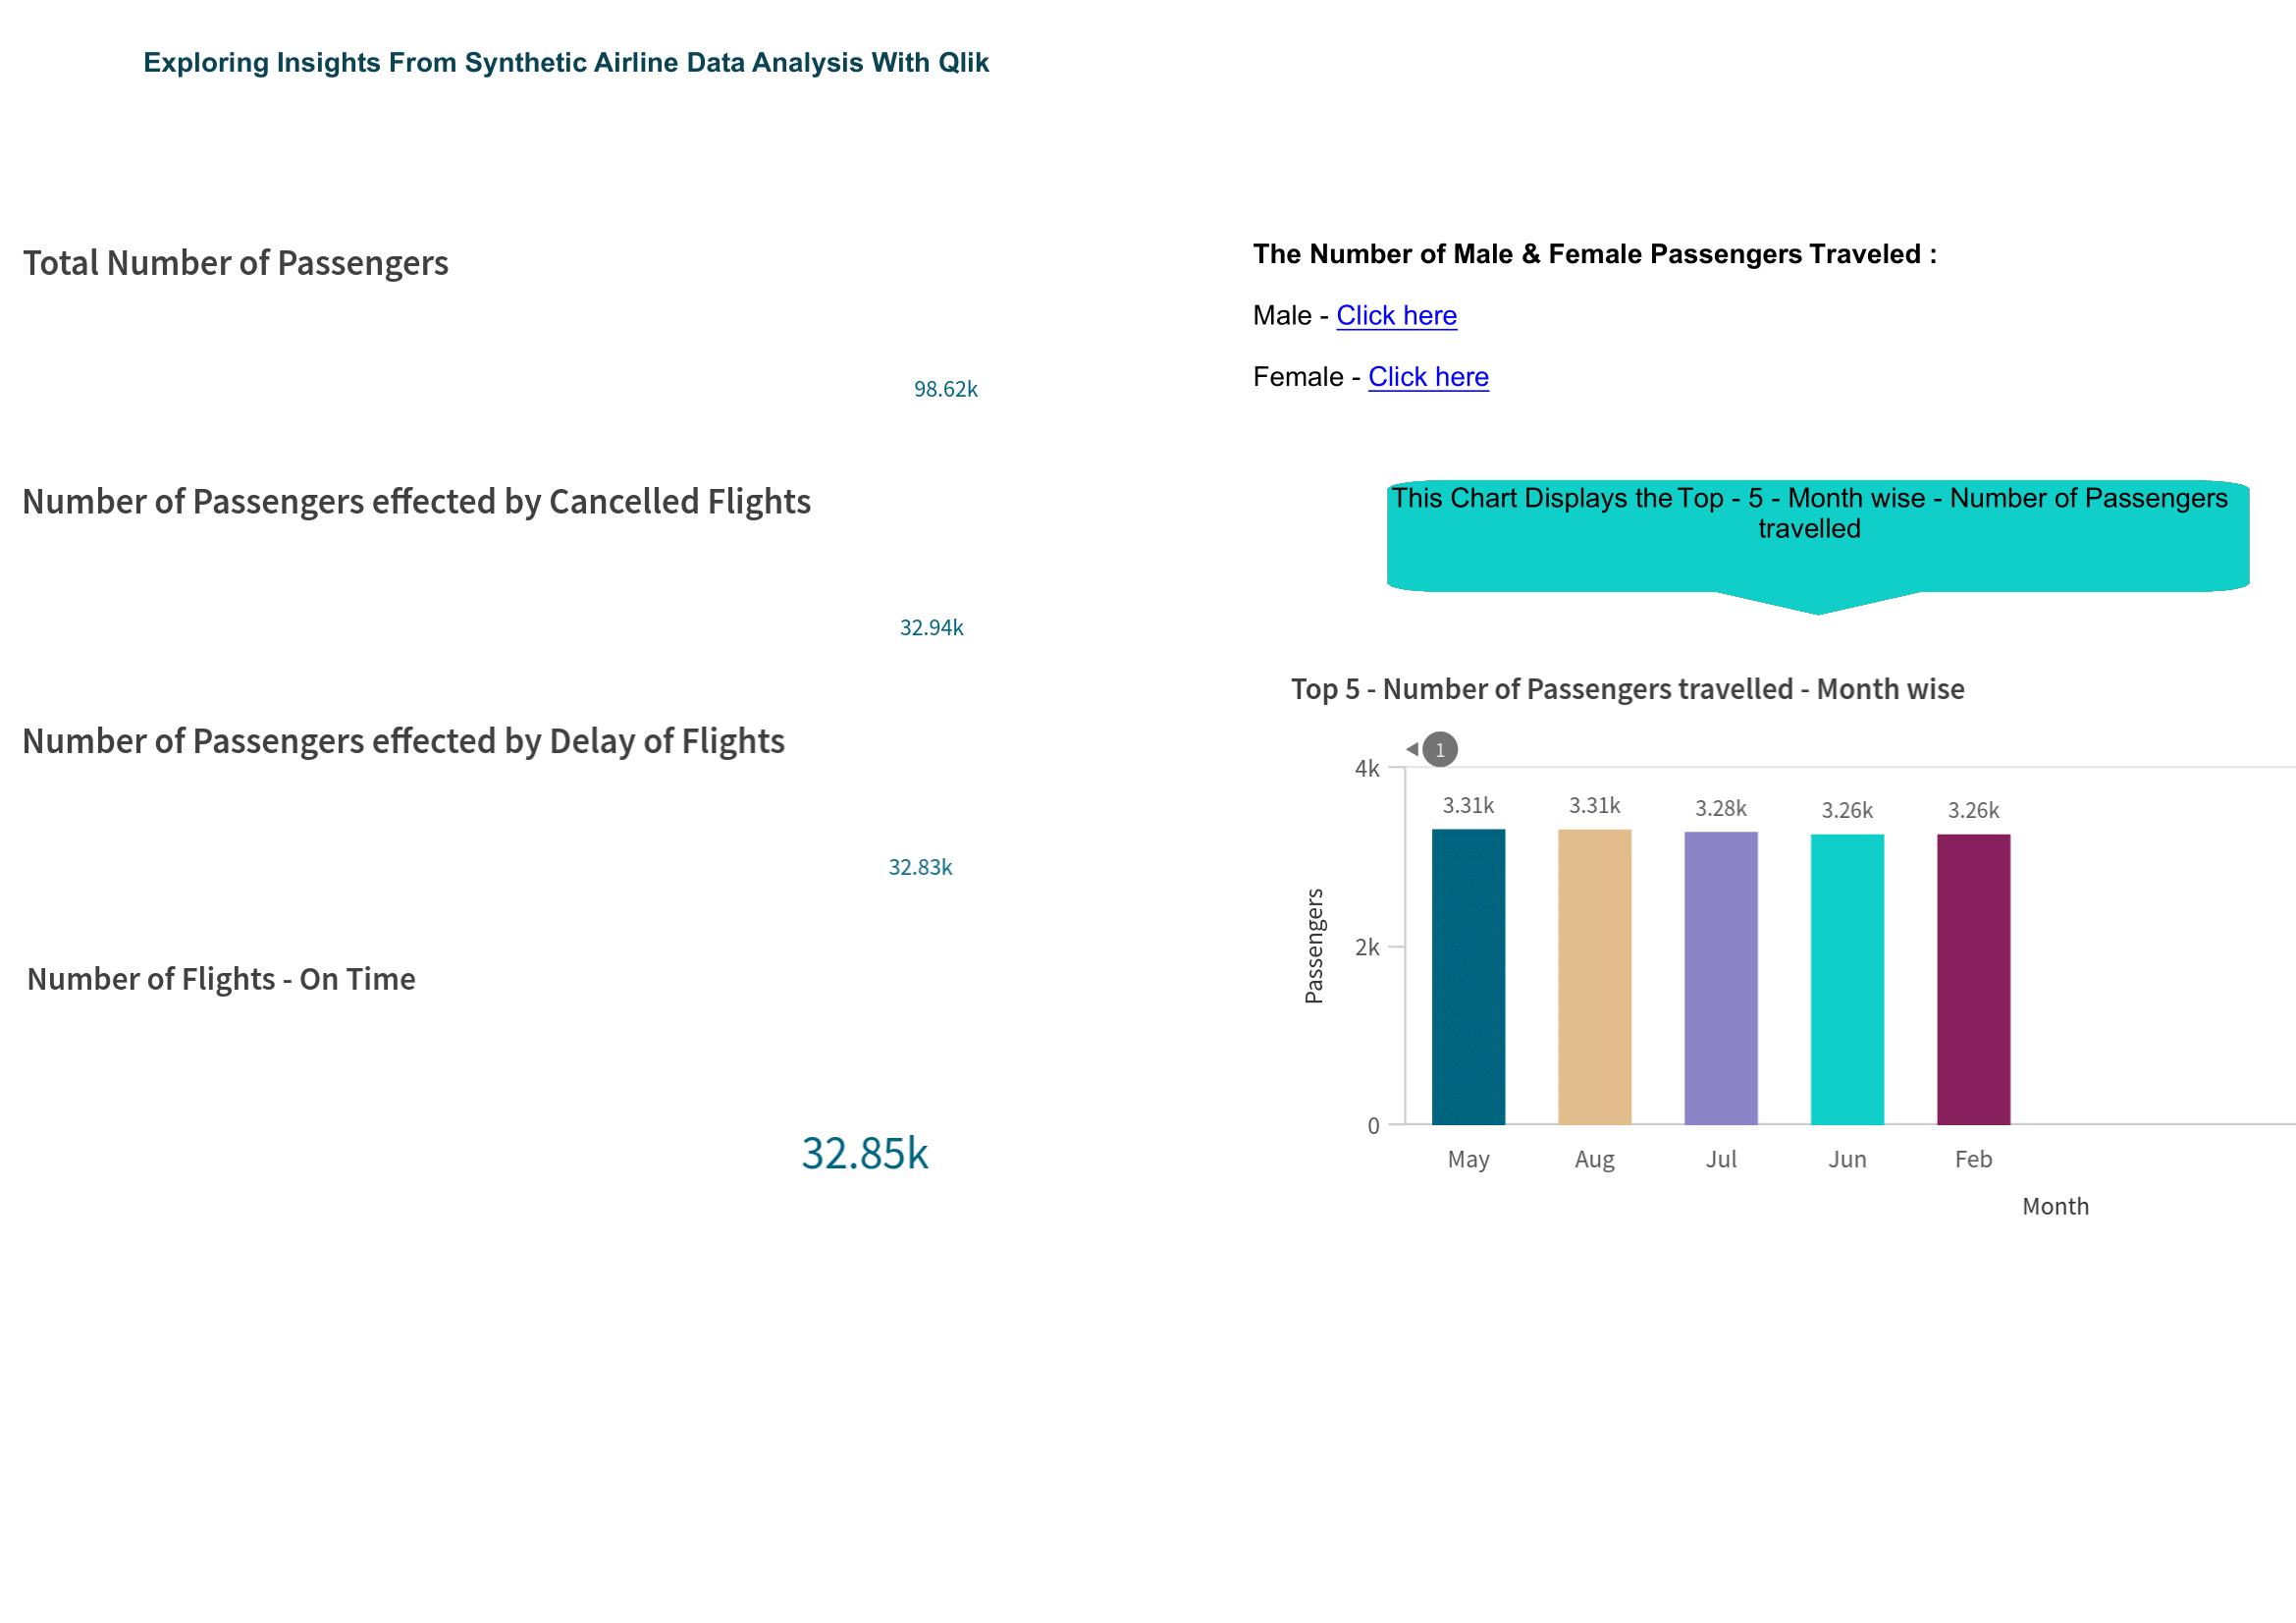 Exploring Insights From Synthetic Airline Data Analysis With Qlik
Total Number of Passengers
98.62k
Number of Passengers effected by Cancelled Flights
32.94k
Number of Passengers effected by Delay of Flights
32.83k
Number of Flights - On Time
32.85k
The Number of Male & Female Passengers Traveled :
Male - Click here
Female - Click here
This Chart Displays the Top - 5 - Month wise - Number of Passengers
travelled
Top 5 - Number of Passengers travelled - Month wise
1
4k
2k
0
Passengers
3.31k 3.31k 3.28k 3.26k 3.26k
May Aug Jul Jun Feb
Month